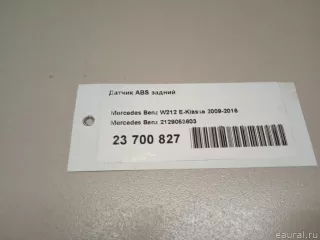 Датчик ABS задний
Mercedes Benz W212 E-Klasse 2009-2016
Mercedes Benz 2129053603
23 700 827
© eaural.ru